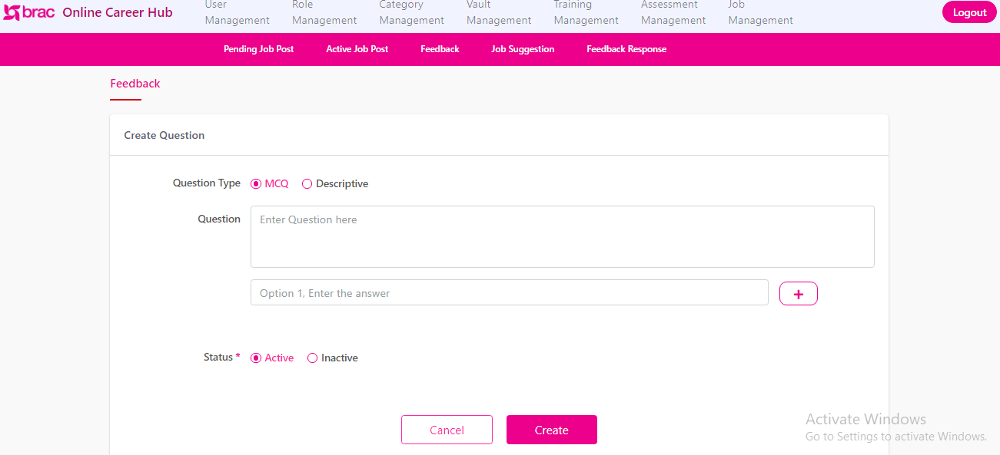 brac Online Career Hub
User Management
Role Management
Category Management
Vault Management
Training Management
Assessment Management
Job Management
Logout
Pending Job Post
Active Job Post
Feedback
Job Suggestion
Feedback Response
Feedback
Create Question
Question Type MCQ Descriptive
Question
Enter Question here
Option 1, Enter the answer
+
Status * Active Inactive
Cancel
Create
Activate Windows
Go to Settings to activate Windows.